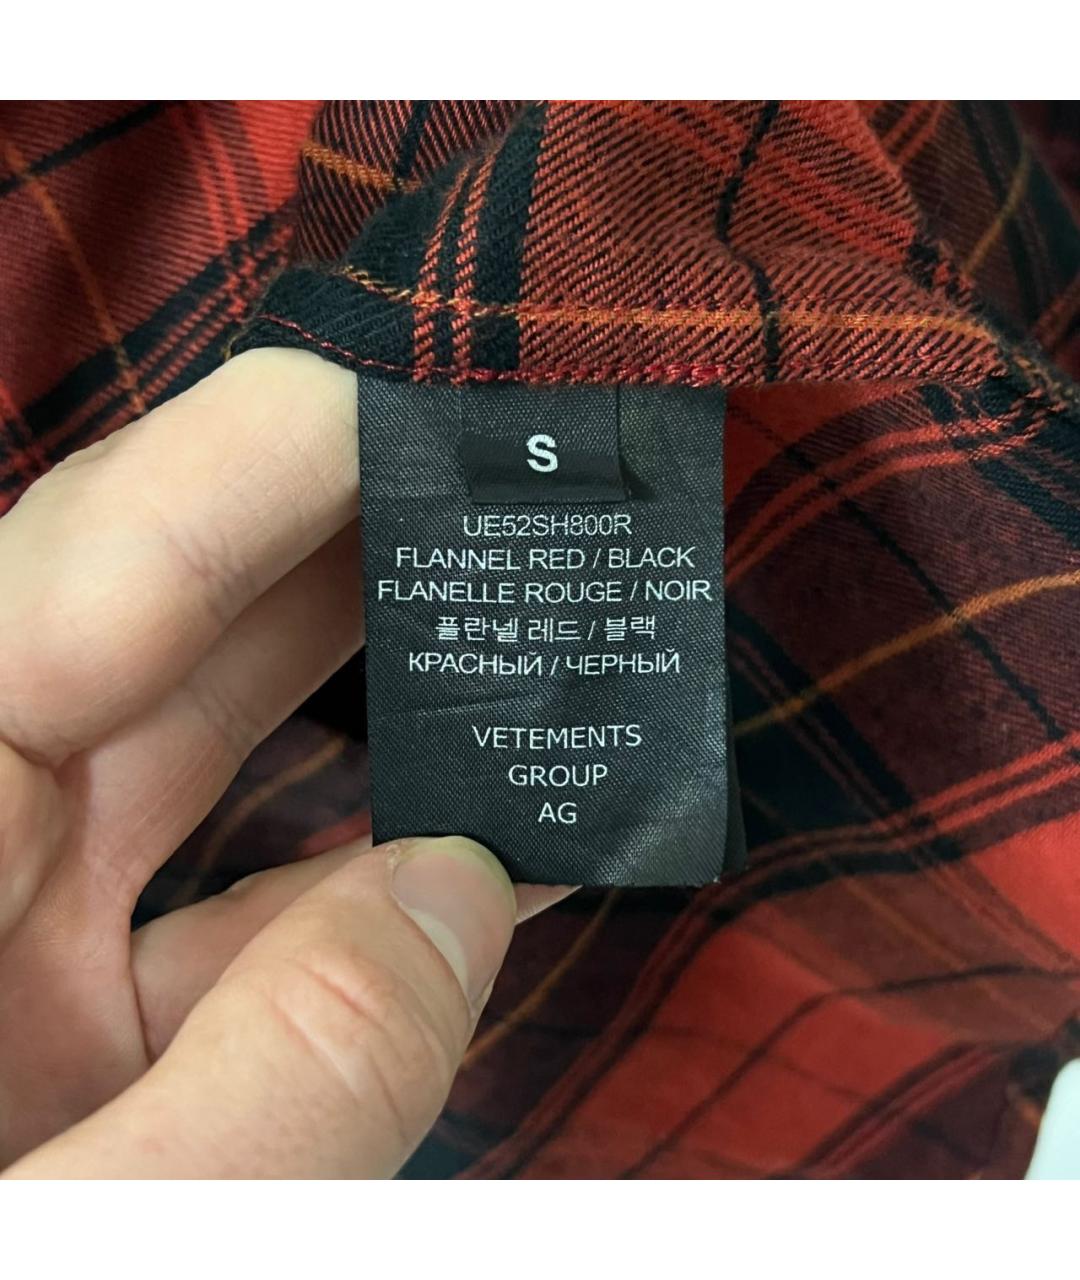 S
UE52SH800R
FLANNEL RED / BLACK
FLANELLE ROUGE / NOIR
플란넬 레드 / 블랙
КРАСНЫЙ / ЧЕРНЫЙ
VETEMENTS
GROUP
AG